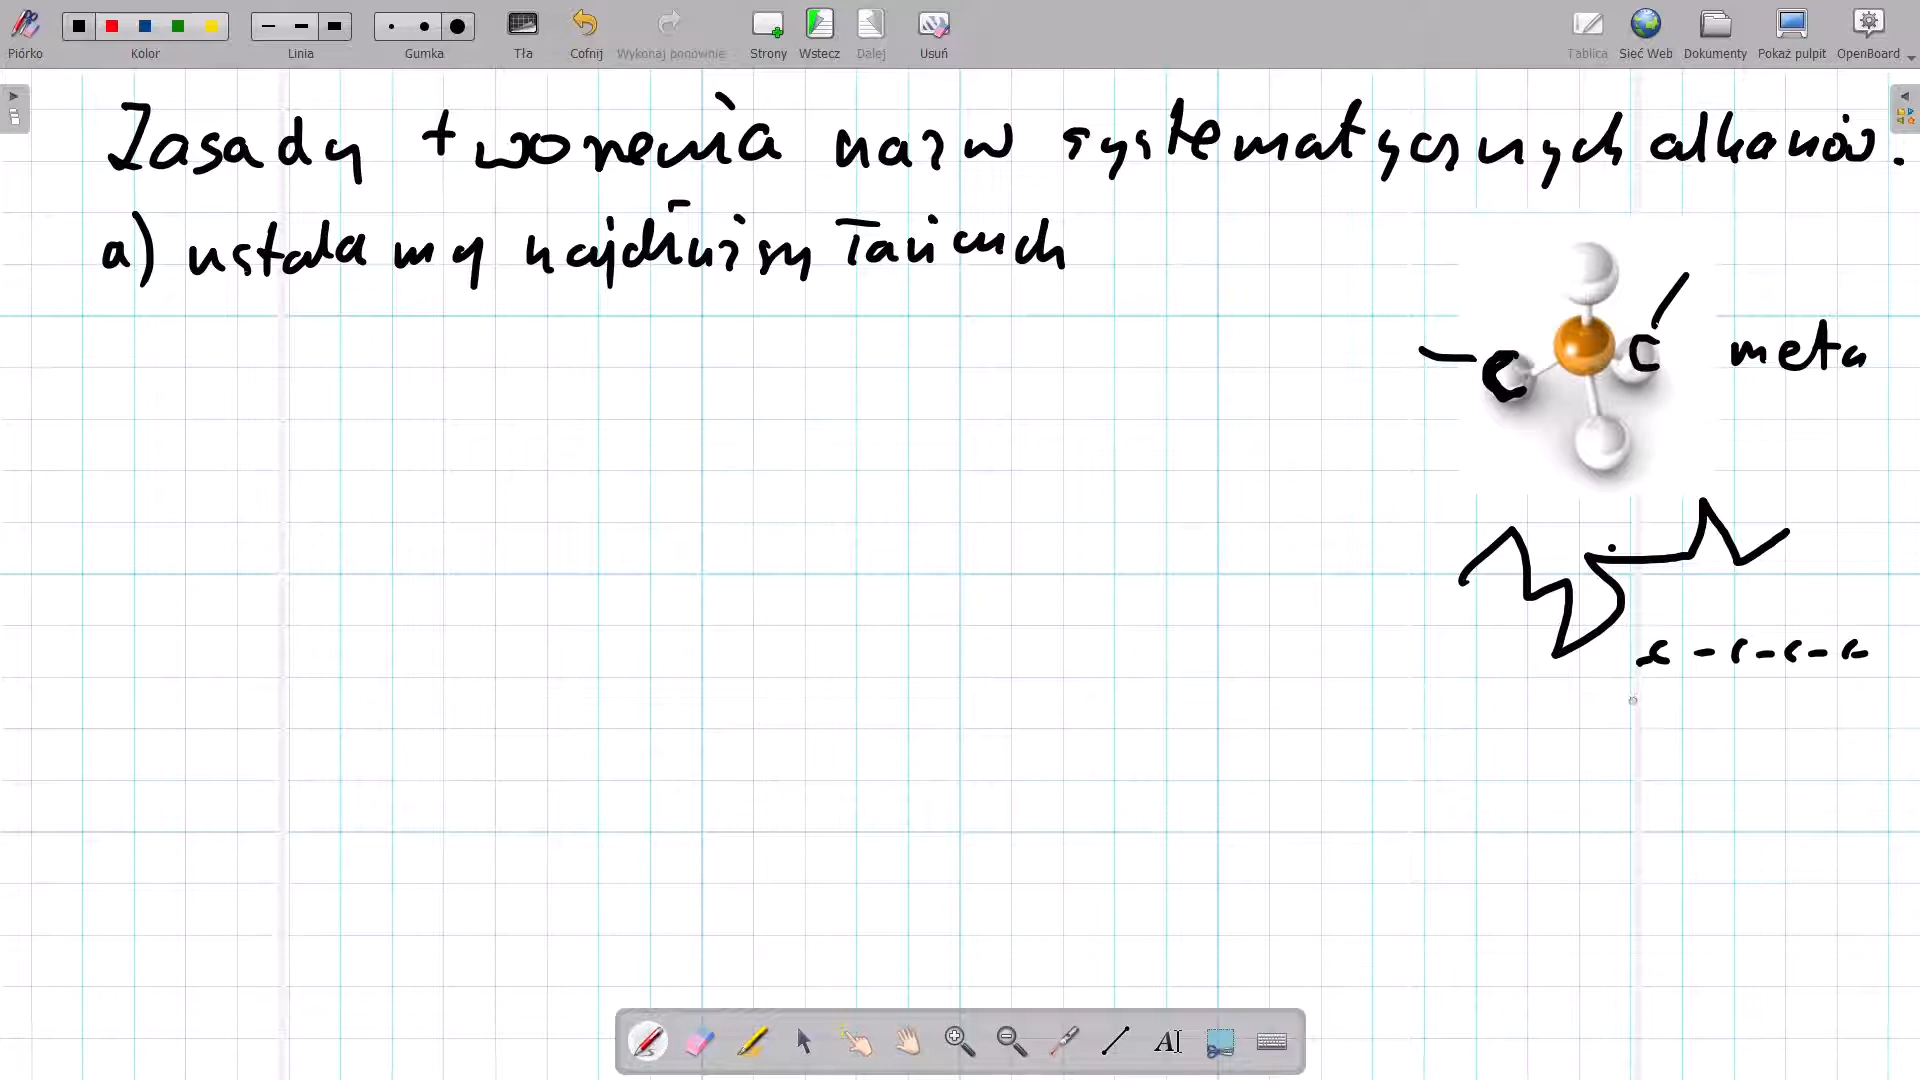 Piórko Kolor Linia Gumka Tła Cofnij Wykonaj ponownie Strony Wstecz Dalej Usuń Tablica Sieć Web Dokumenty Pokaż pulpit OpenBoard
Zasady tworzenia nazw systematycznych alkanów.
a) ustalamy najdłuższy łańcuch
C C meta
c - c - c - c